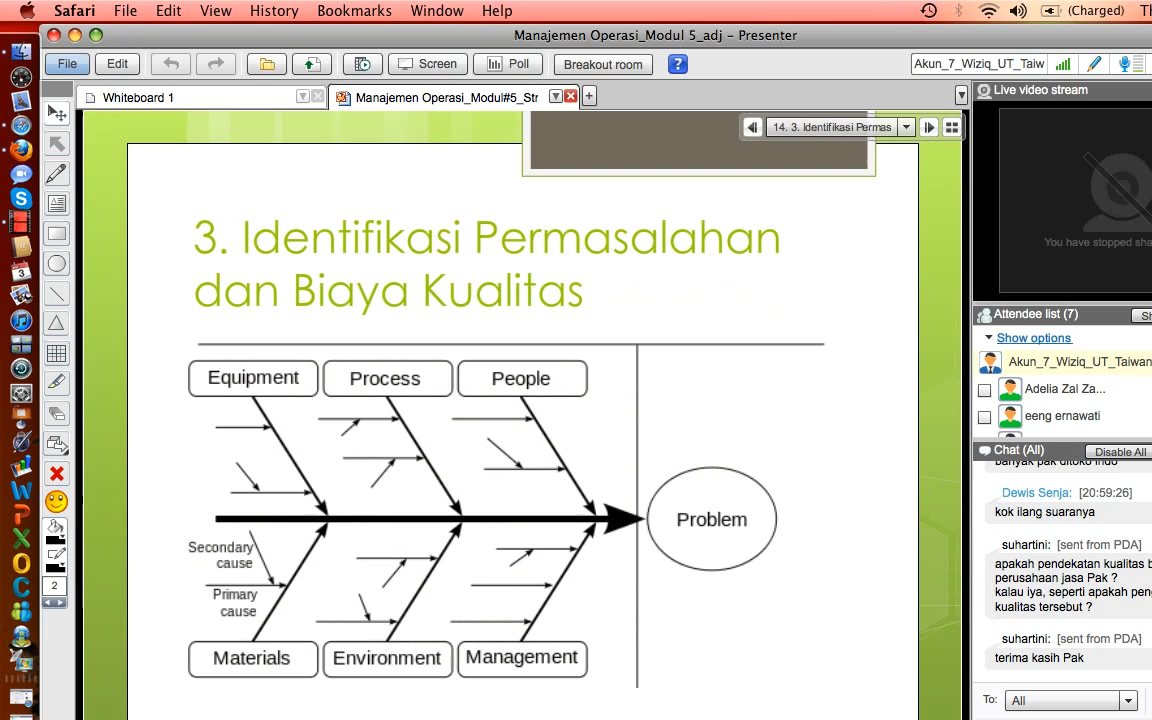 Safari File Edit View History Bookmarks Window Help (Charged)
Manajemen Operasi_Modul 5_adj – Presenter
File Edit Screen Poll Breakout room ? Akun_7_Wiziq_UT_Taiw
Whiteboard 1 Manajemen Operasi_Modul#5_Str
14. 3. Identifikasi Permas
3. Identifikasi Permasalahan
dan Biaya Kualitas
Equipment Process People
Problem
Secondary
cause
Primary
cause
Materials Environment Management
2
Live video stream
You have stopped sha
Attendee list (7)
Show options
Akun_7_Wiziq_UT_Taiwan
Adelia Zal Za...
eeng ernawati
Chat (All) Disable All
banyak pak ditoko indo
Dewis Senja: [20:59:26]
kok ilang suaranya
suhartini: [sent from PDA]
apakah pendekatan kualitas b
perusahaan jasa Pak ?
kalau iya, seperti apakah pen
kualitas tersebut ?
suhartini: [sent from PDA]
terima kasih Pak
To: All